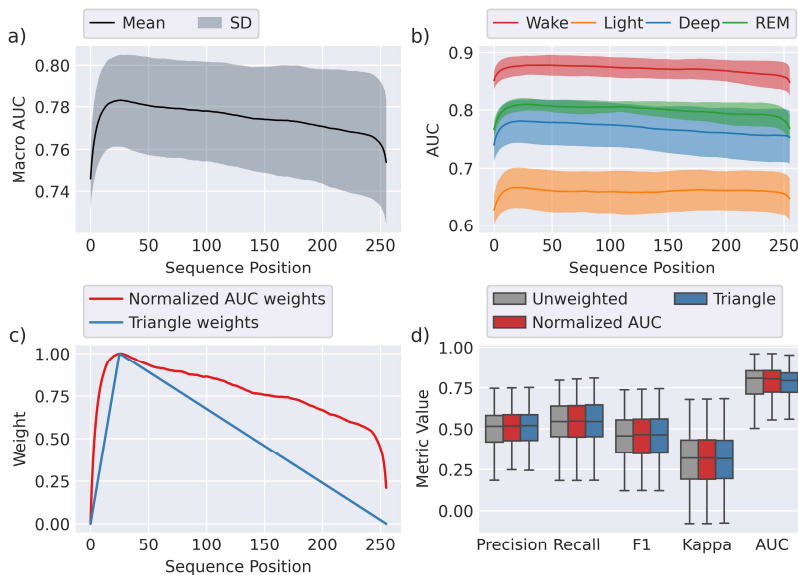 a)
Mean
SD
0.80
0.78
0.76
0.74
Macro AUC
0
50
100
150
200
250
Sequence Position
b)
Wake
Light
Deep
REM
0.9
0.8
0.7
0.6
AUC
0
50
100
150
200
250
Sequence Position
c)
Normalized AUC weights
Triangle weights
1.00
0.75
0.50
0.25
0.00
Weight
0
50
100
150
200
250
Sequence Position
d)
Unweighted
Triangle
Normalized AUC
1.00
0.75
0.50
0.25
0.00
Metric Value
Precision
Recall
F1
Kappa
AUC